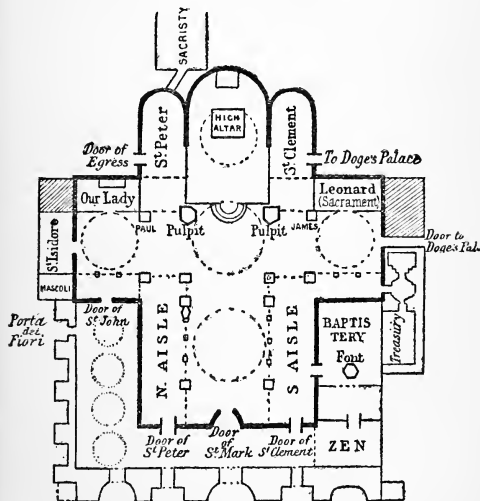 SACRISTY
St Peter
HIGH
ALTAR
St Clement
Door of
Egress
To Doge's Palace
Our Lady
Leonard
(Sacrament)
PAUL
Pulpit
Pulpit
JAMES
St Isidore
Door to
Doge's Pal.
MASCOLI
Porta
dei
Fiori
Door of
St John
N. AISLE
S AISLE
BAPTIS
TERY
Font
Treasury
Door of
St Peter
Door
of
St Mark
Door of
St Clement
ZEN